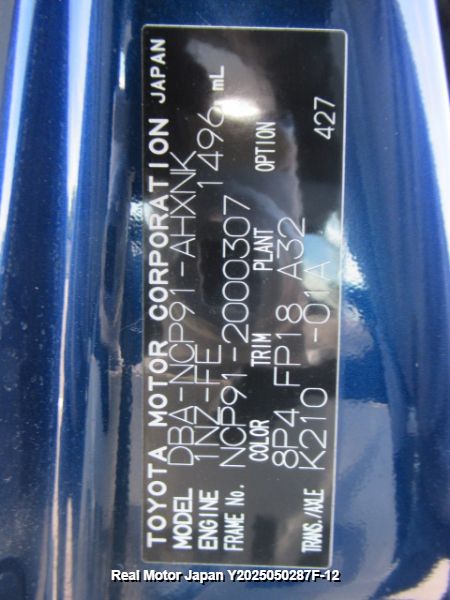 TOYOTA MOTOR CORPORATION JAPAN
MODEL DBA-NCP91-AHXNK
ENGINE 1NZ-FE 1496 mL
FRAME No. NCP91-2000307
COLOR TRIM PLANT OPTION
8P4 FP18 A32
TRANS./AXLE K210 -01A 427
Real Motor Japan Y2025050287F-12